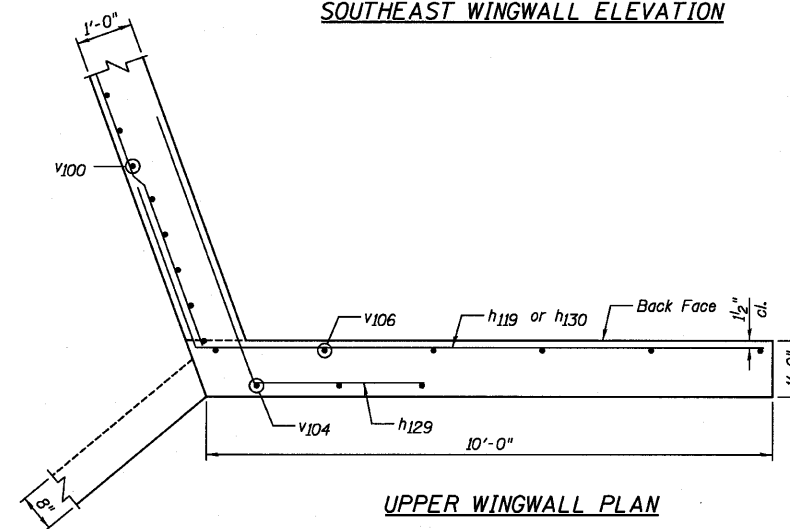 SOUTHEAST WINGWALL ELEVATION
1'-0"
v100
v106
h119 or h130
Back Face
1½" cl.
v104
h129
10'-0"
8"
UPPER WINGWALL PLAN